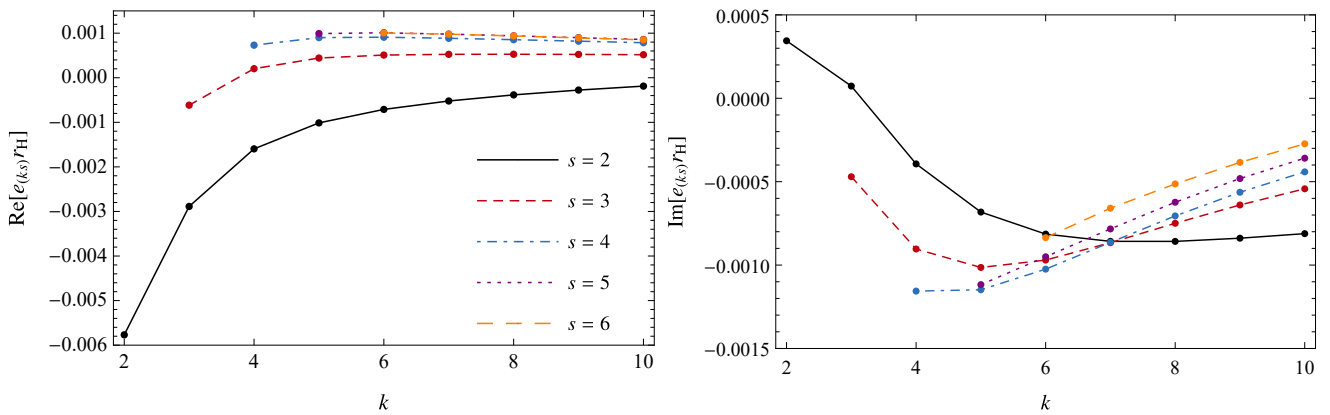 0.001
0.000
−0.001
−0.002
−0.003
−0.004
−0.005
−0.006
Re[e(ks)rH]
2
4
6
8
10
k
s = 2
s = 3
s = 4
s = 5
s = 6
0.0005
0.0000
−0.0005
−0.0010
−0.0015
Im[e(ks)rH]
2
4
6
8
10
k